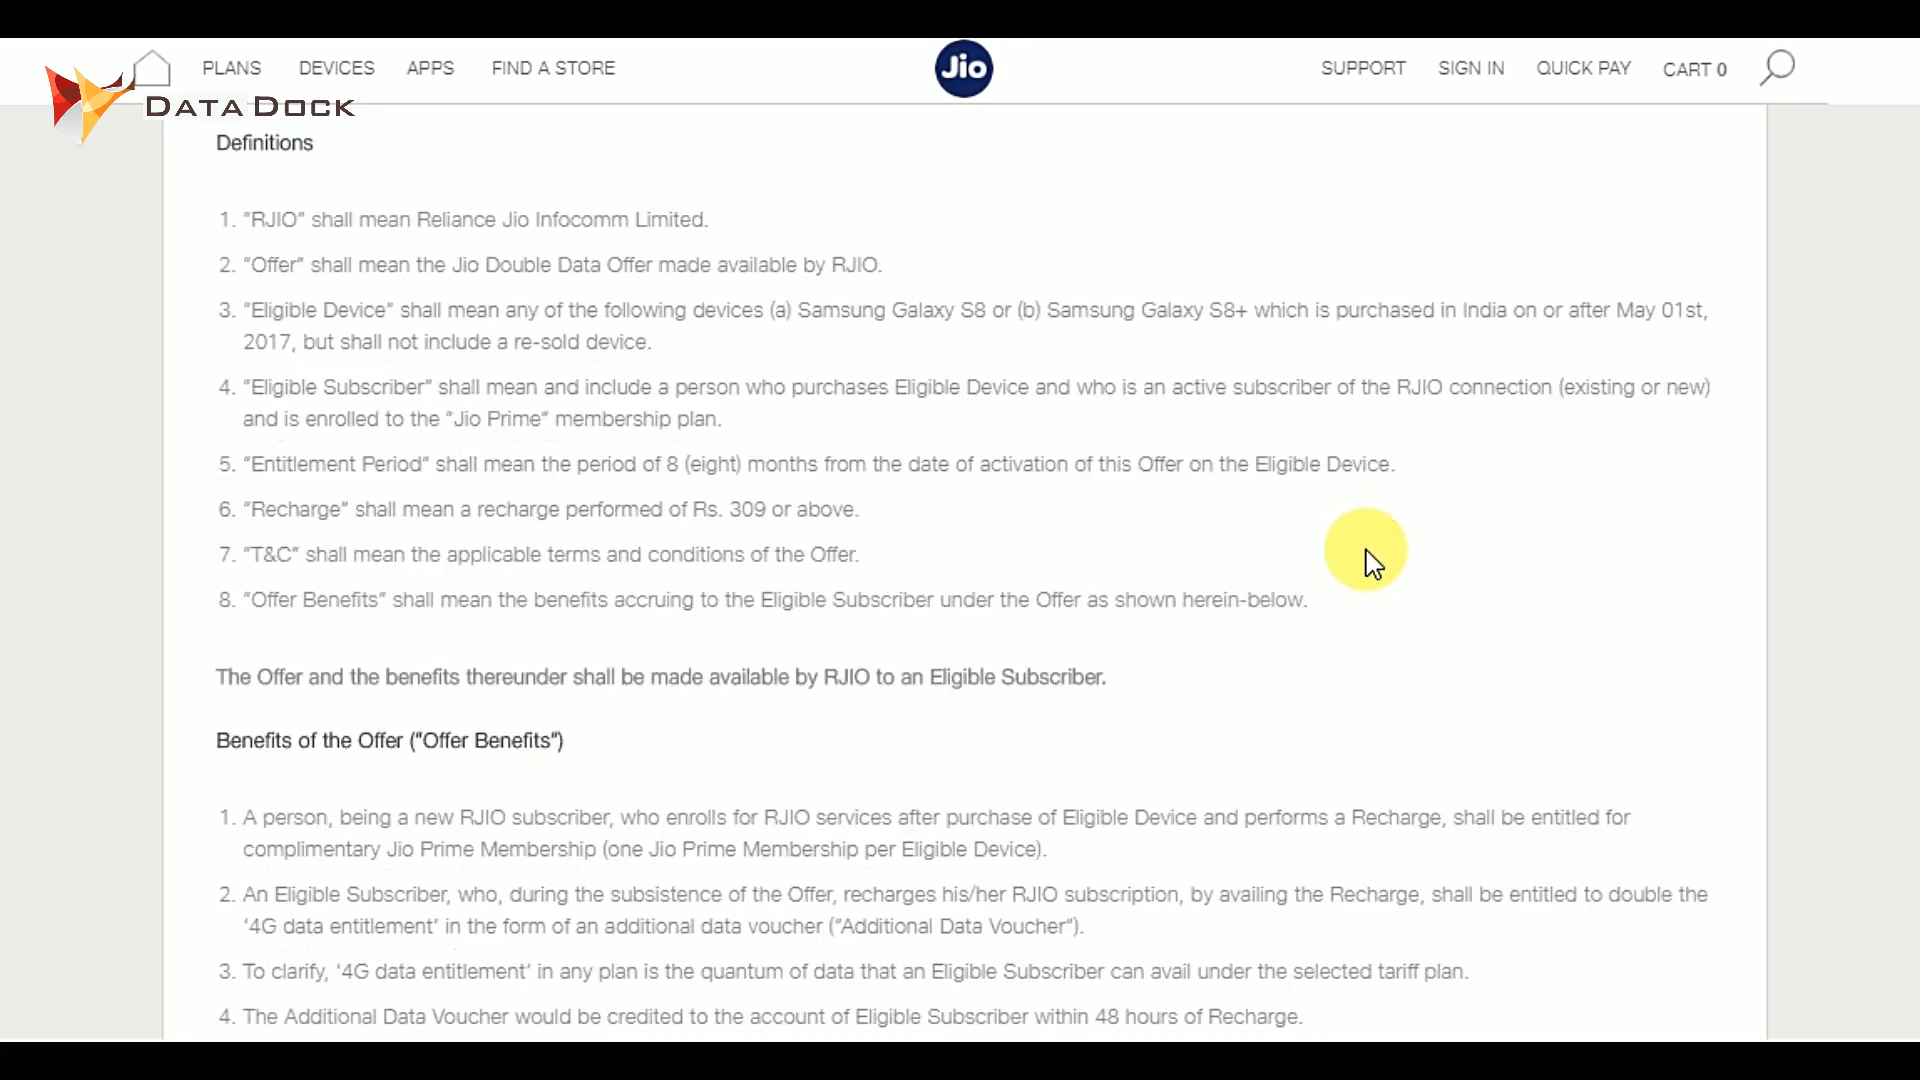 PLANS DEVICES APPS FIND A STORE Jio SUPPORT SIGN IN QUICK PAY CART 0
DATA DOCK
Definitions
1. "RJIO" shall mean Reliance Jio Infocomm Limited.
2. "Offer" shall mean the Jio Double Data Offer made available by RJIO.
3. "Eligible Device" shall mean any of the following devices (a) Samsung Galaxy S8 or (b) Samsung Galaxy S8+ which is purchased in India on or after May 01st,
2017, but shall not include a re-sold device.
4. "Eligible Subscriber" shall mean and include a person who purchases Eligible Device and who is an active subscriber of the RJIO connection (existing or new)
and is enrolled to the "Jio Prime" membership plan.
5. "Entitlement Period" shall mean the period of 8 (eight) months from the date of activation of this Offer on the Eligible Device.
6. "Recharge" shall mean a recharge performed of Rs. 309 or above.
7. "T&C" shall mean the applicable terms and conditions of the Offer.
8. "Offer Benefits" shall mean the benefits accruing to the Eligible Subscriber under the Offer as shown herein-below.
The Offer and the benefits thereunder shall be made available by RJIO to an Eligible Subscriber.
Benefits of the Offer ("Offer Benefits")
1. A person, being a new RJIO subscriber, who enrolls for RJIO services after purchase of Eligible Device and performs a Recharge, shall be entitled for
complimentary Jio Prime Membership (one Jio Prime Membership per Eligible Device).
2. An Eligible Subscriber, who, during the subsistence of the Offer, recharges his/her RJIO subscription, by availing the Recharge, shall be entitled to double the
'4G data entitlement' in the form of an additional data voucher ("Additional Data Voucher").
3. To clarify, '4G data entitlement' in any plan is the quantum of data that an Eligible Subscriber can avail under the selected tariff plan.
4. The Additional Data Voucher would be credited to the account of Eligible Subscriber within 48 hours of Recharge.